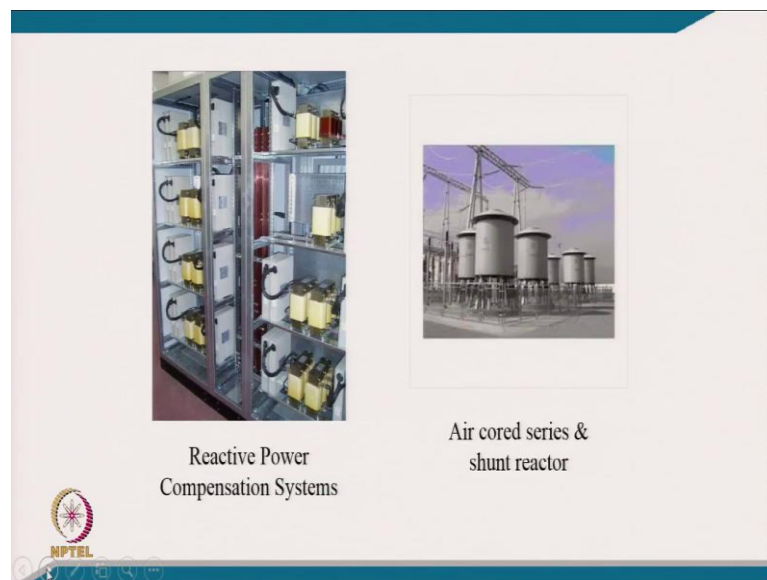 Reactive Power
Compensation Systems
Air cored series &
shunt reactor
NPTEL